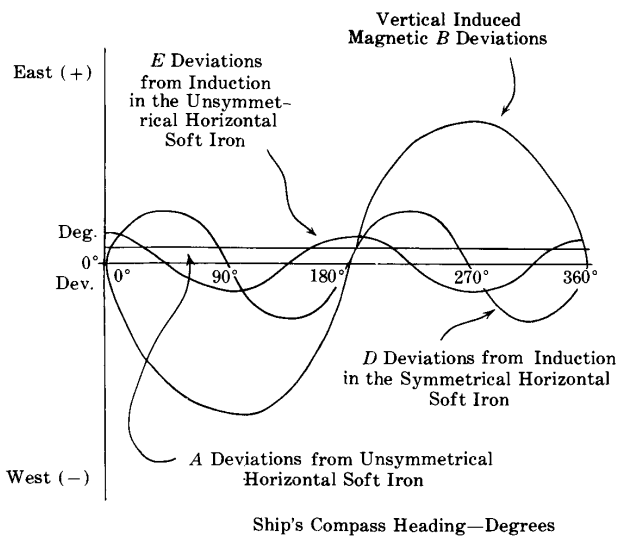 Vertical Induced
Magnetic B Deviations
East (+)
E Deviations
from Induction
in the Unsymmet-
rical Horizontal
Soft Iron
Deg.
0°
Dev.
0°
90°
180°
270°
360°
D Deviations from Induction
in the Symmetrical Horizontal
Soft Iron
A Deviations from Unsymmetrical
Horizontal Soft Iron
West (−)
Ship's Compass Heading—Degrees